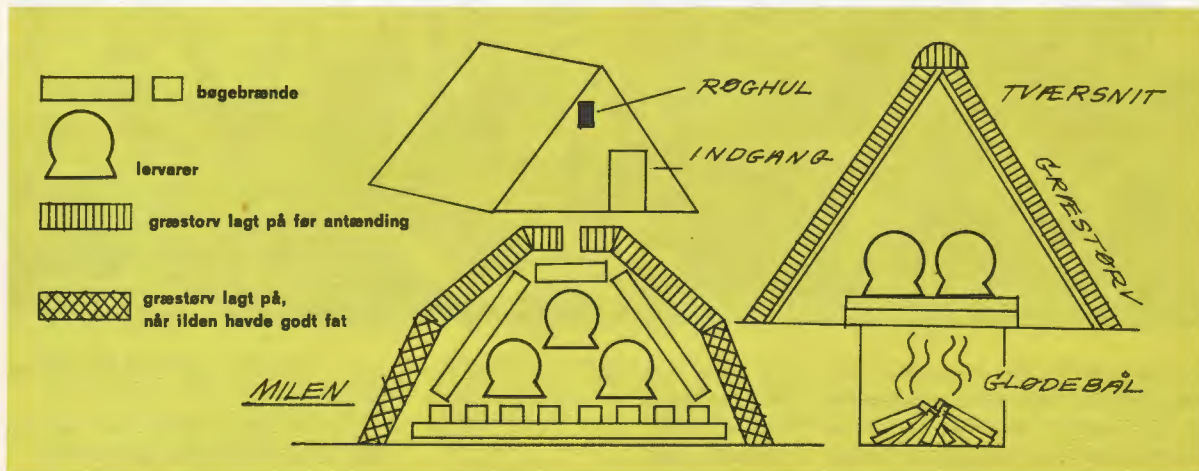 bøgebrænde
lervarer
græstorv lagt på før antænding
græstørv lagt på,
når ilden havde godt fat
RØGHUL
INDGANG
MILEN
TVÆRSNIT
GRÆSTØRV
GLØDEBÅL